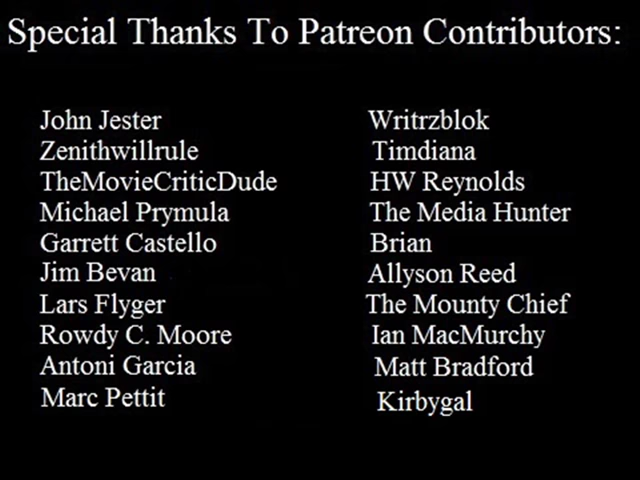 Special Thanks To Patreon Contributors:
John Jester
Zenithwillrule
TheMovieCriticDude
Michael Prymula
Garrett Castello
Jim Bevan
Lars Flyger
Rowdy C. Moore
Antoni Garcia
Marc Pettit
Writrzblok
Timdiana
HW Reynolds
The Media Hunter
Brian
Allyson Reed
The Mounty Chief
Ian MacMurchy
Matt Bradford
Kirbygal